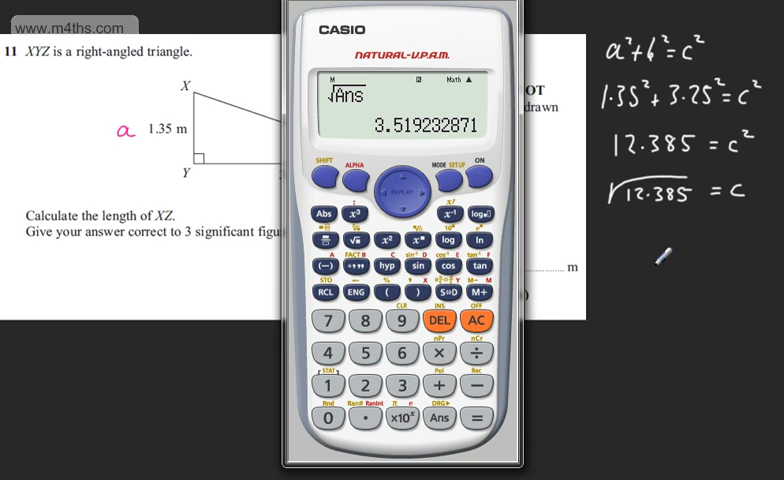 www.m4ths.com
11 XYZ is a right-angled triangle.
X
a
1.35 m
Y
OT
drawn
Calculate the length of XZ.
Give your answer correct to 3 significant figu
m
)
CASIO
NATURAL-V.P.A.M.
M Math ▲
√Ans
3.519232871
SHIFT ALPHA REPLAY MODE SETUP ON
Abs x³ x⁻¹ log
√ x² log ln
(−) hyp sin cos tan
RCL ENG ( ) S⇔D M+
7 8 9 DEL AC
4 5 6 × ÷
1 2 3 + −
0 • ×10ˣ Ans =
a² + b² = c²
1.35² + 3.25² = c²
12.385 = c²
√12.385 = c